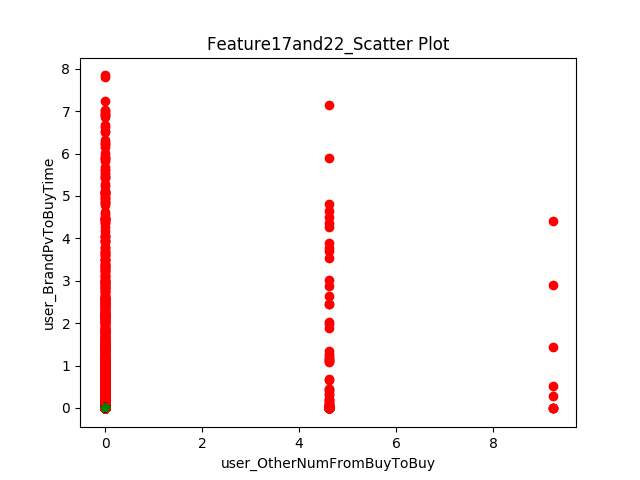 Feature17and22_Scatter Plot
8
7
6
5
4
3
2
1
0
user_BrandPvToBuyTime
0 2 4 6 8
user_OtherNumFromBuyToBuy